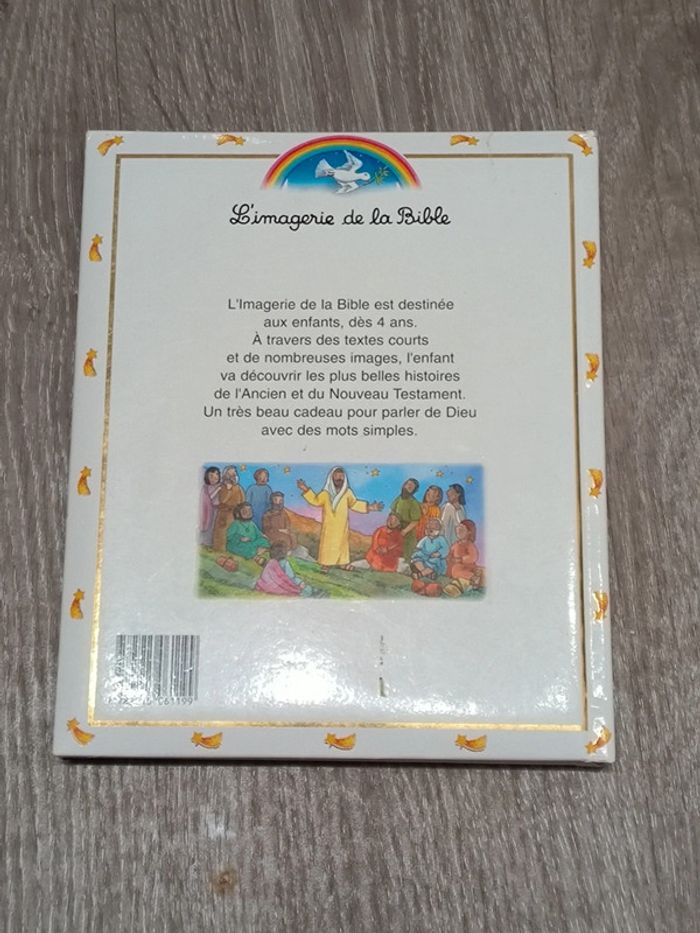 L'imagerie de la Bible
L'Imagerie de la Bible est destinée
aux enfants, dès 4 ans.
À travers des textes courts
et de nombreuses images, l'enfant
va découvrir les plus belles histoires
de l'Ancien et du Nouveau Testament.
Un très beau cadeau pour parler de Dieu
avec des mots simples.